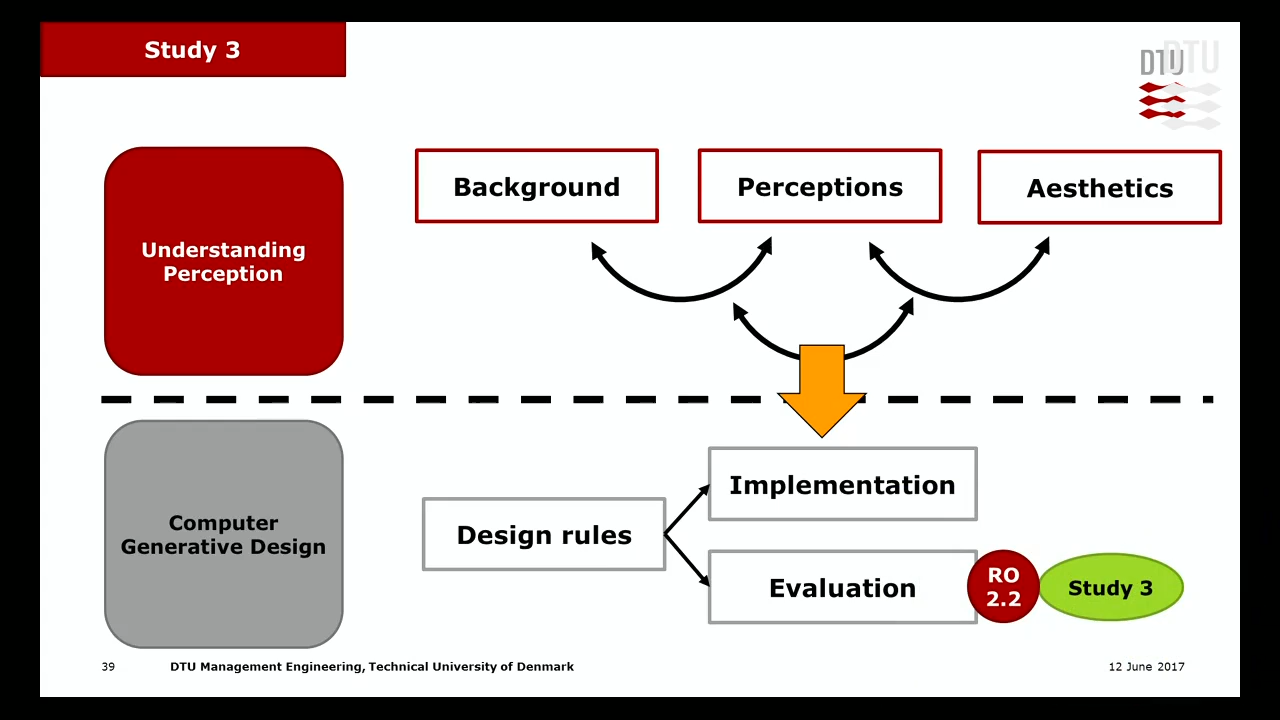 Study 3
DTU
DTU
Background
Perceptions
Aesthetics
Understanding
Perception
Computer
Generative Design
Design rules
Implementation
Evaluation
RO
2.2
Study 3
39
DTU Management Engineering, Technical University of Denmark
12 June 2017